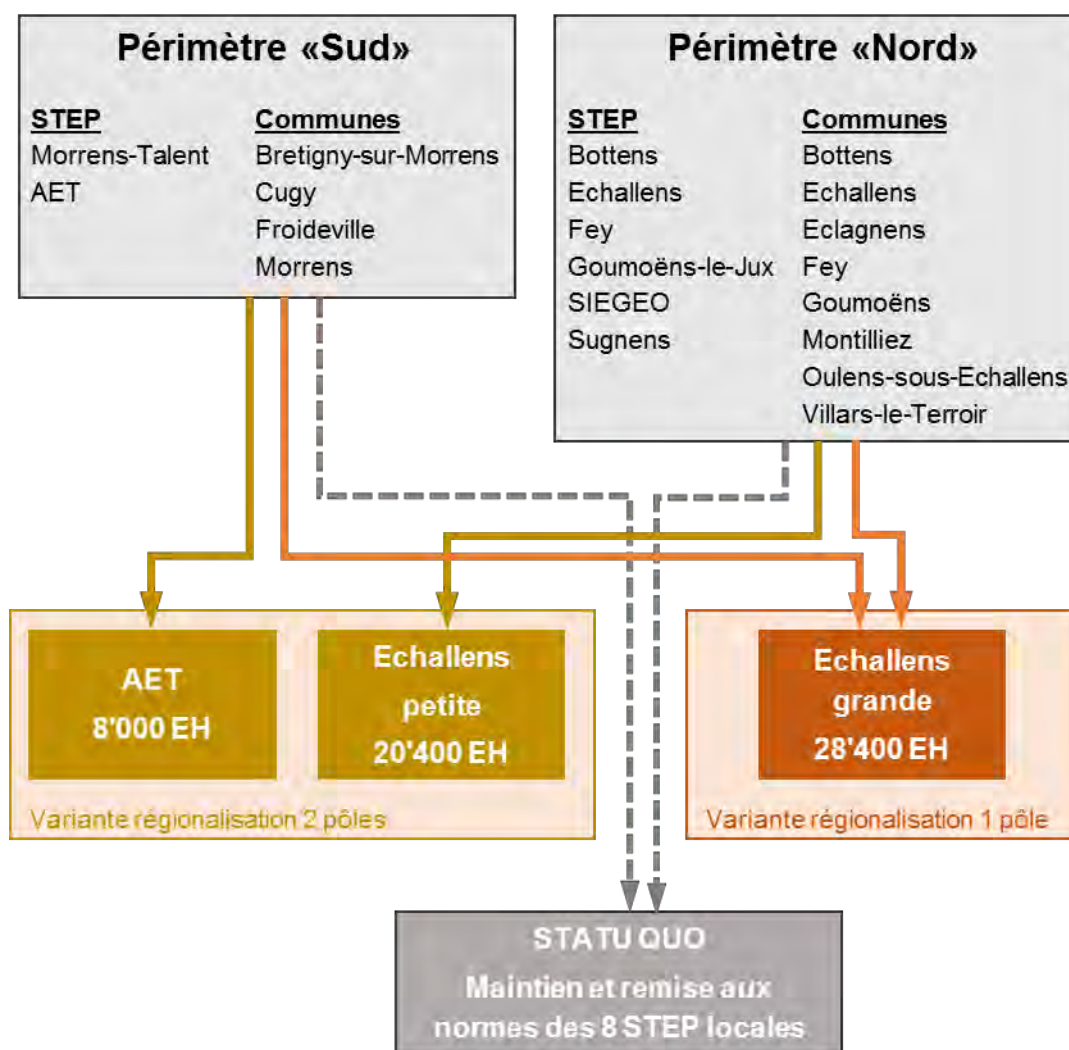 Périmètre «Sud»
STEP
Communes
Morrens-Talent
Bretigny-sur-Morrens
AET
Cugy
Froideville
Morrens
Périmètre «Nord»
STEP
Communes
Bottens
Bottens
Echallens
Echallens
Fey
Eclagnens
Goumoëns-le-Jux
Fey
SIEGEO
Goumoëns
Sugnens
Montilliez
Oulens-sous-Echallens
Villars-le-Terroir
AET
8'000 EH
Echallens
petite
20'400 EH
Variante régionalisation 2 pôles
Echallens
grande
28'400 EH
Variante régionalisation 1 pôle
STATU QUO
Maintien et remise aux
normes des 8 STEP locales